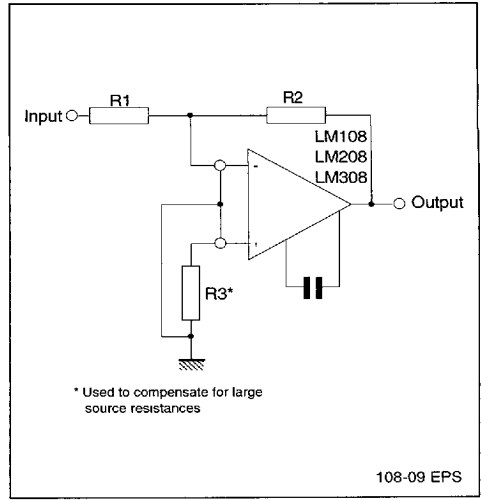 R1
R2
Input
LM108
LM208
LM308
-
+
Output
R3*
* Used to compensate for large
source resistances
108-09 EPS